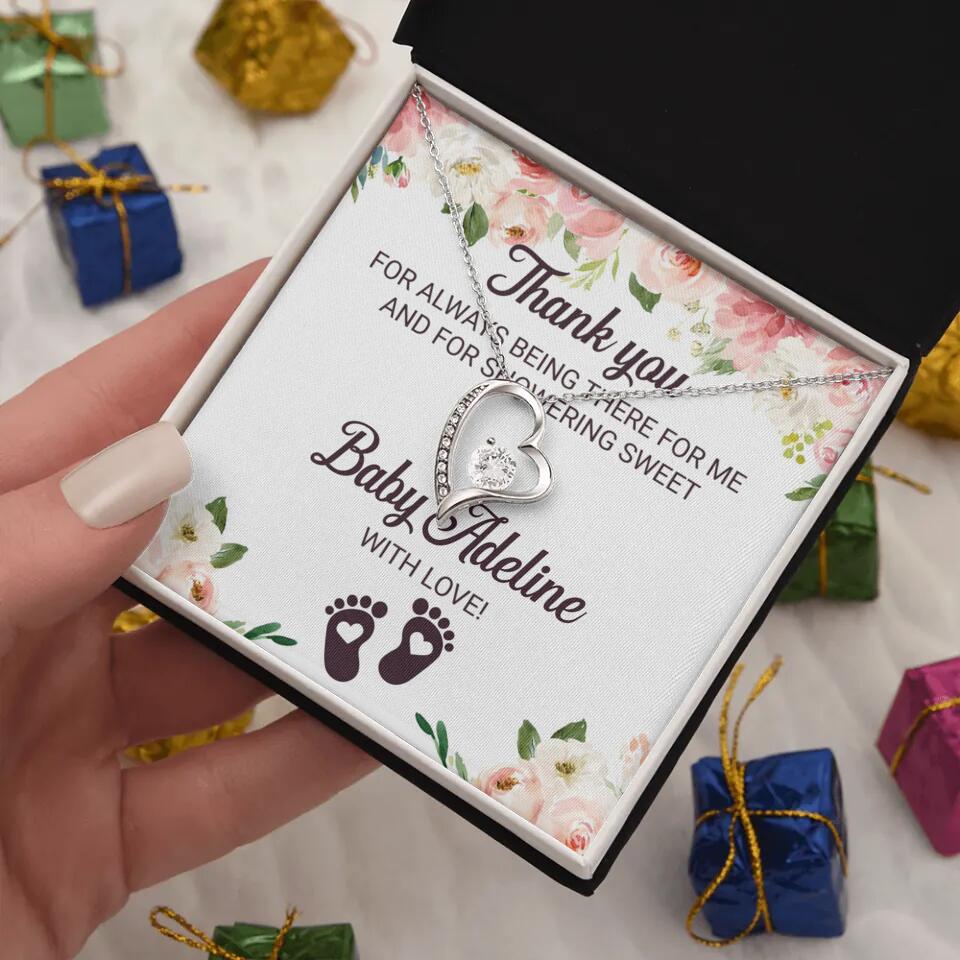 Thank you
FOR ALWAYS BEING THERE FOR ME
AND FOR SHOWERING SWEET
Baby Adeline
WITH LOVE!